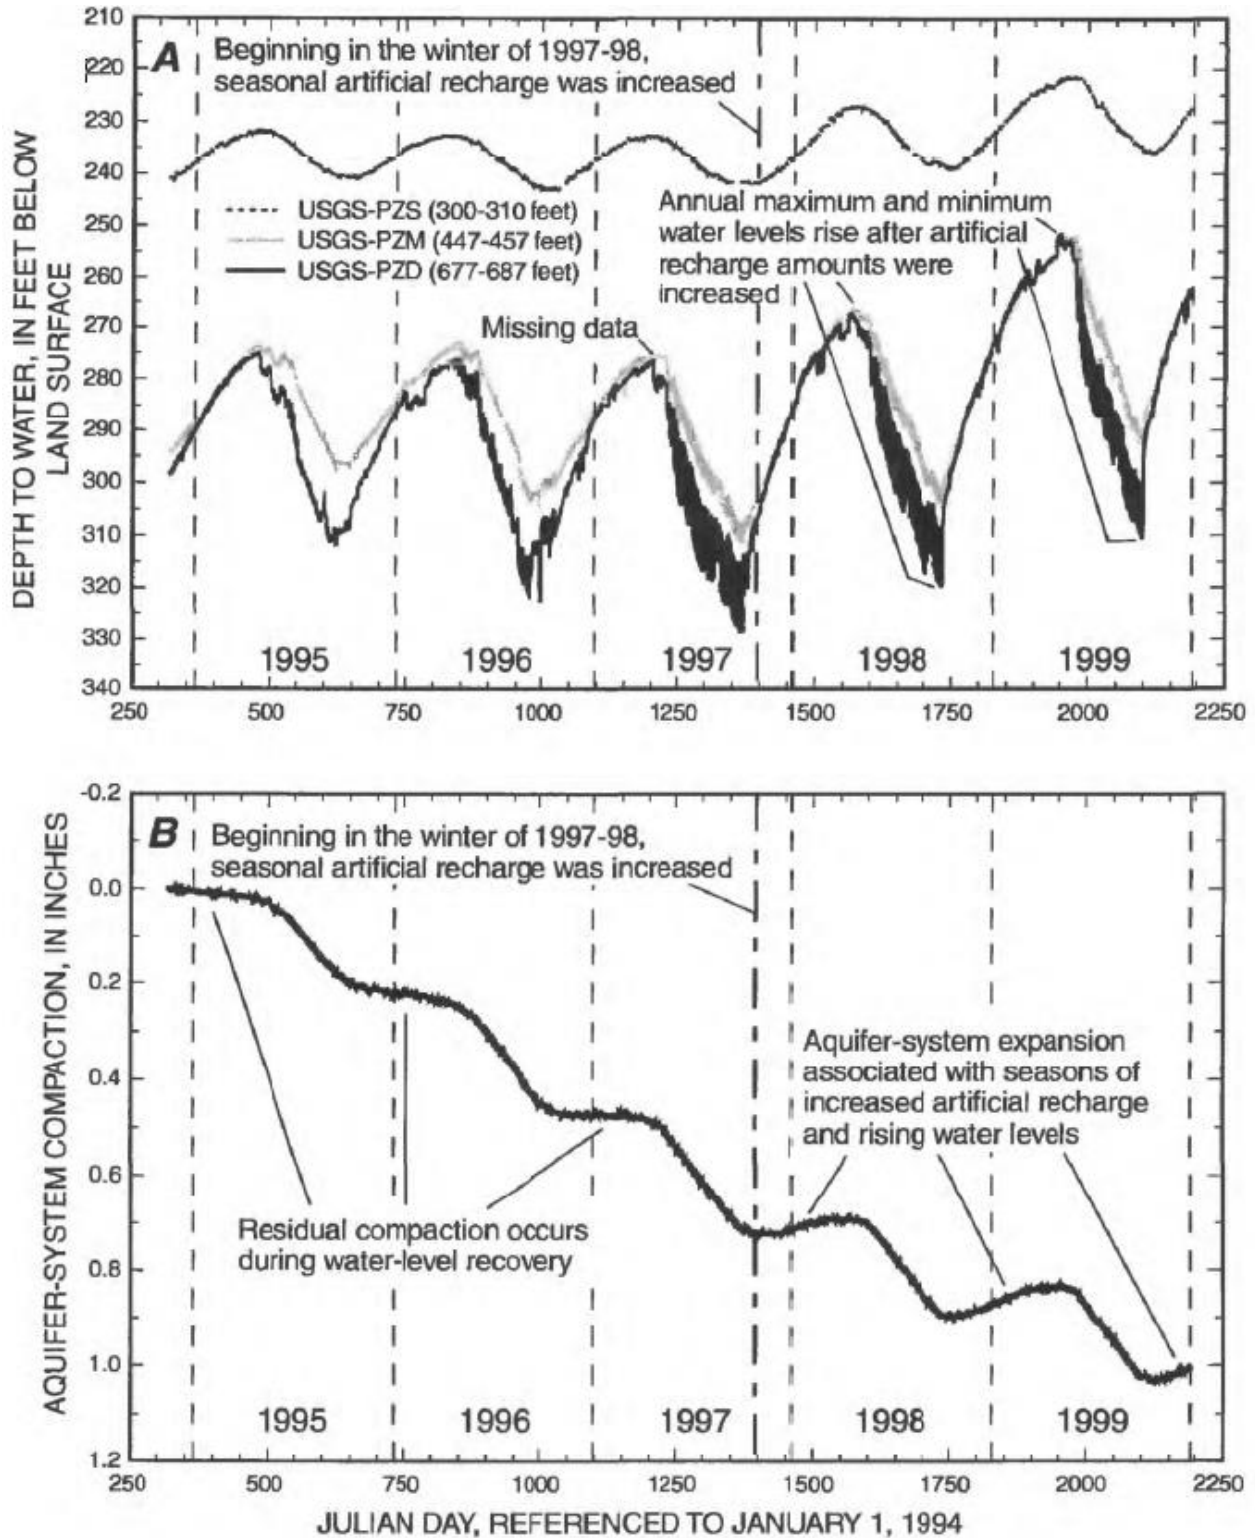 210
220
230
240
250
260
270
280
290
300
310
320
330
340
DEPTH TO WATER, IN FEET BELOW
LAND SURFACE
A
Beginning in the winter of 1997-98,
seasonal artificial recharge was increased
USGS-PZS (300-310 feet)
USGS-PZM (447-457 feet)
USGS-PZD (677-687 feet)
Annual maximum and minimum
water levels rise after artificial
recharge amounts were
increased
Missing data
1995 1996 1997 1998 1999
250 500 750 1000 1250 1500 1750 2000 2250
-0.2
0.0
0.2
0.4
0.6
0.8
1.0
1.2
AQUIFER-SYSTEM COMPACTION, IN INCHES
B
Beginning in the winter of 1997-98,
seasonal artificial recharge was increased
Aquifer-system expansion
associated with seasons of
increased artificial recharge
and rising water levels
Residual compaction occurs
during water-level recovery
1995 1996 1997 1998 1999
250 500 750 1000 1250 1500 1750 2000 2250
JULIAN DAY, REFERENCED TO JANUARY 1, 1994